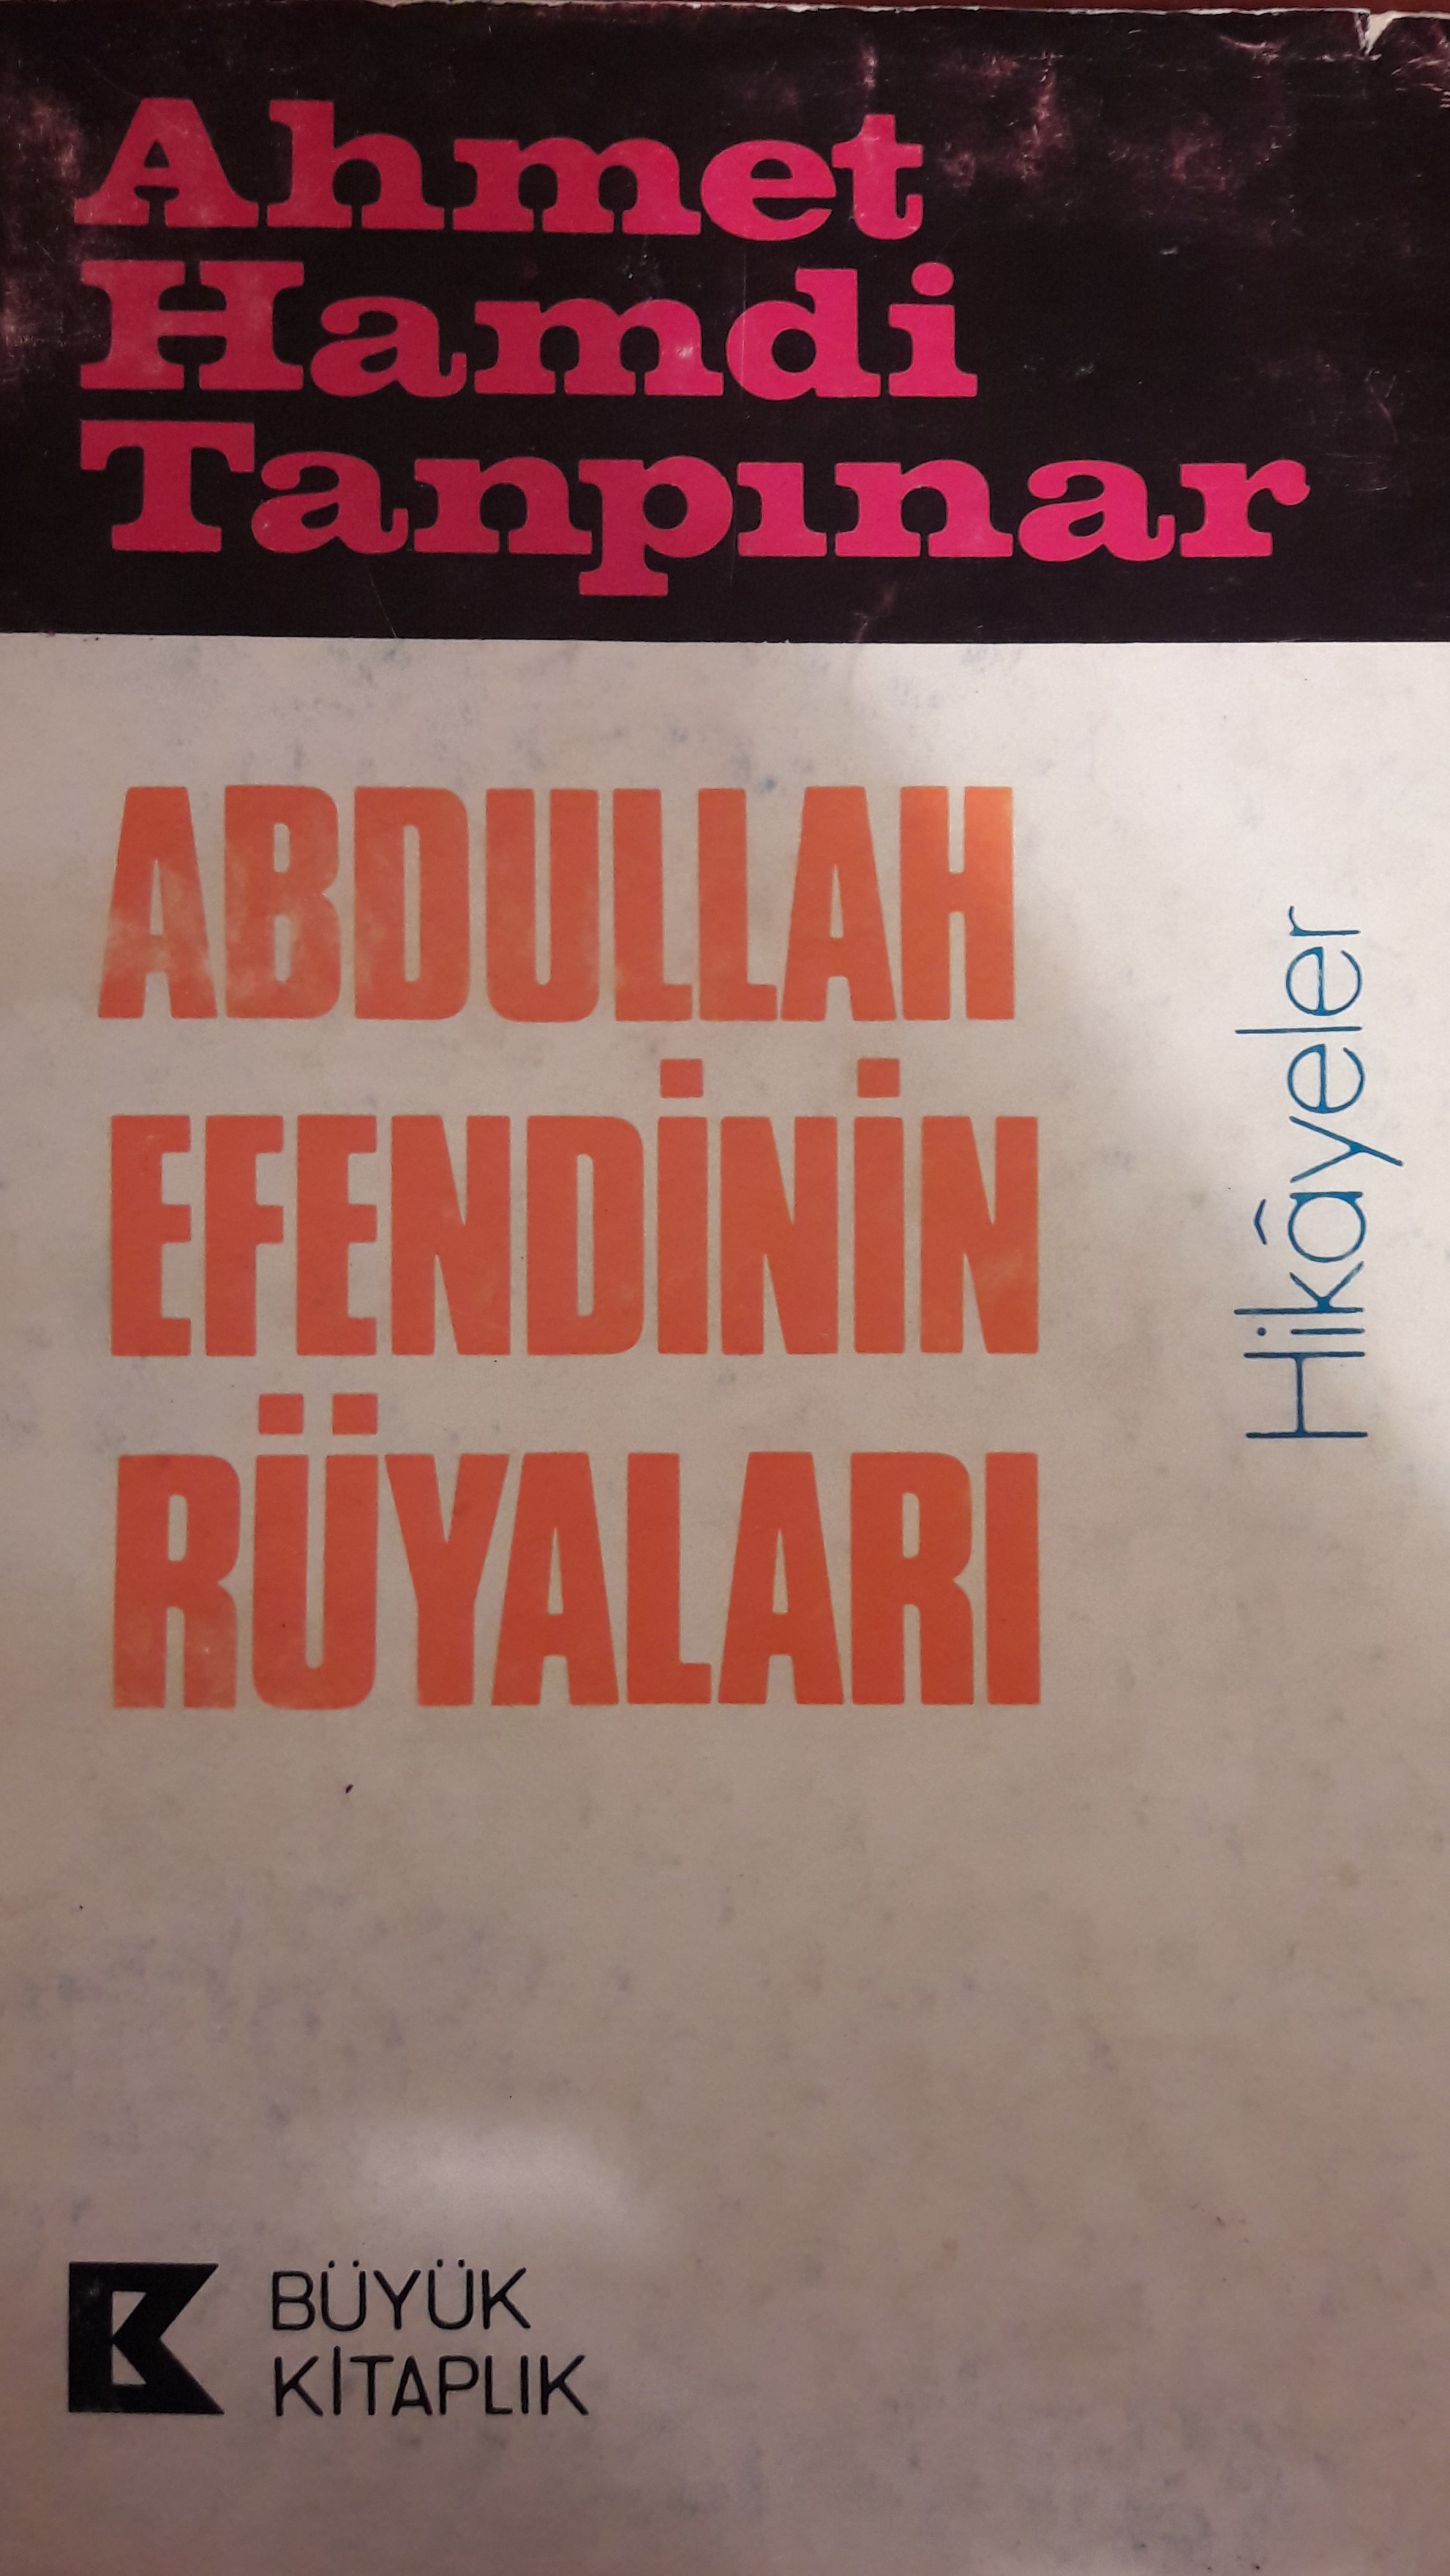 Ahmet
Hamdi
Tanpınar
ABDULLAH
EFENDİNİN
RÜYALARI
Hikâyeler
BÜYÜK
KİTAPLIK